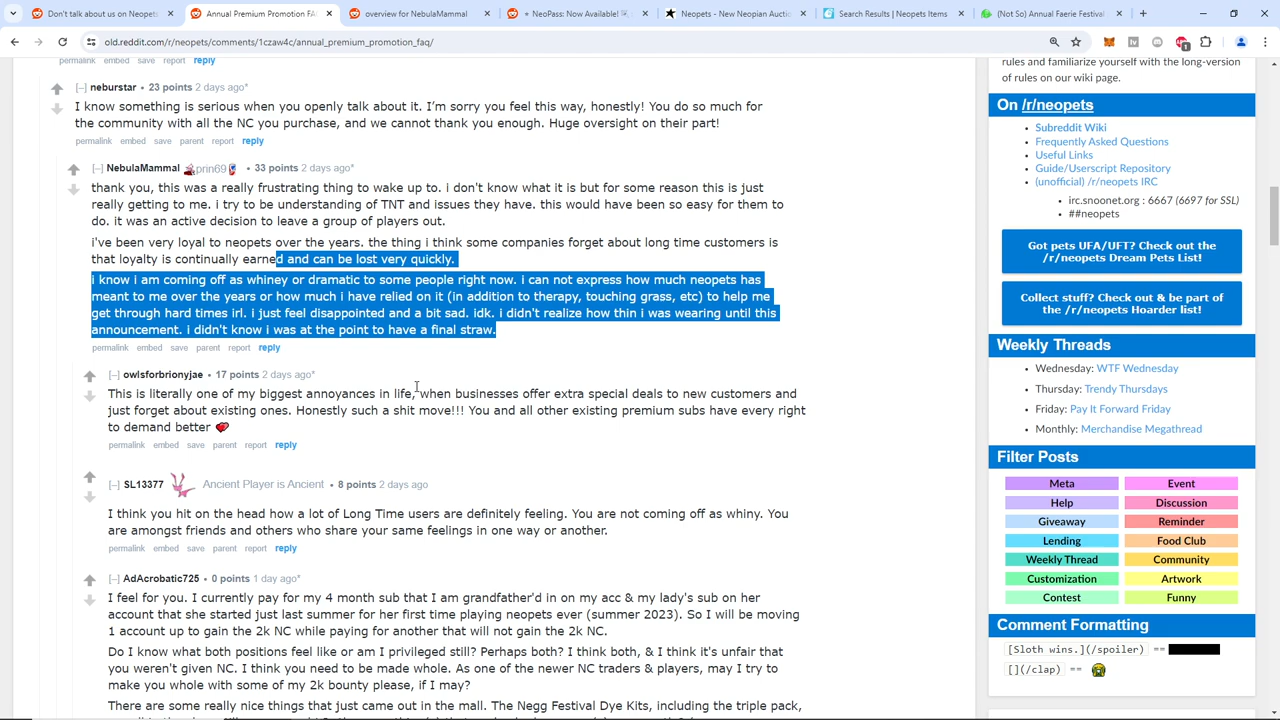 Don't talk about us on Neopets
Annual Premium Promotion FAQ
overview for NebulaMammal
NeoPass: Now Available!
Neopets - New Neopian Auction
Search Results | Neopets Items
(Not So) Annual Faerie Festival
old.reddit.com/r/neopets/comments/1czaw4c/annual_premium_promotion_faq/
permalink embed save report reply
[–] neburstar • 23 points 2 days ago*
I know something is serious when you openly talk about it. I'm sorry you feel this way, honestly! You do so much for
the community with all the NC you purchase, and we cannot thank you enough. Huge oversight on their part!
permalink embed save parent report reply
[–] NebulaMammal prin69 • 33 points 2 days ago*
thank you, this was a really frustrating thing to wake up to. i don't know what it is but for some reason this is just
really getting to me. i try to be understanding of TNT and issues they have. this would have been so easy for them to
do. it was an active decision to leave a group of players out.
i've been very loyal to neopets over the years. the thing i think some companies forget about long time customers is
that loyalty is continually earned and can be lost very quickly.
i know i am coming off as whiney or dramatic to some people right now. i can not express how much neopets has
meant to me over the years or how much i have relied on it (in addition to therapy, touching grass, etc) to help me
get through hard times irl. i just feel disappointed and a bit sad. idk. i didn't realize how thin i was wearing until this
announcement. i didn't know i was at the point to have a final straw.
permalink embed save parent report reply
[–] owlsforbrionyjae • 17 points 2 days ago*
This is literally one of my biggest annoyances in life, when businesses offer extra special deals to new customers and
just forget about existing ones. Honestly such a shit move!!! You and all other existing premium subs have every right
to demand better
permalink embed save parent report reply
[–] SL13377 Ancient Player is Ancient • 8 points 2 days ago
I think you hit on the head how a lot of Long Time users are definitely feeling. You are not coming off as whiny. You
are amongst friends and others who share your same feelings in one way or another.
permalink embed save parent report reply
[–] AdAcrobatic725 • 0 points 1 day ago*
I feel for you. I currently pay for my 4 month sub that I am grandfather'd in on my acc & my lady's sub on her
account that she started just last summer for her first time playing neopets ever (summer 2023). So I will be moving
1 account up to gain the 2k NC while paying for another that will not gain the 2k NC.
Do I know what both positions feel like or am I privileged still? Perhaps both? I think both, & I think it's unfair that
you weren't given NC. I think you need to be made whole. As one of the newer NC traders & players, may I try to
make you whole with some of my 2k bounty please, if I may?
There are some really nice things that just came out in the mall. The Negg Festival Dye Kits, including the triple pack,
rules and familiarize yourself with the long-version
of rules on our wiki page.
On /r/neopets
Subreddit Wiki
Frequently Asked Questions
Useful Links
Guide/Userscript Repository
(unofficial) /r/neopets IRC
irc.snoonet.org : 6667 (6697 for SSL)
##neopets
Got pets UFA/UFT? Check out the
/r/neopets Dream Pets List!
Collect stuff? Check out & be part of
the /r/neopets Hoarder list!
Weekly Threads
Wednesday: WTF Wednesday
Thursday: Trendy Thursdays
Friday: Pay It Forward Friday
Monthly: Merchandise Megathread
Filter Posts
Meta Event
Help Discussion
Giveaway Reminder
Lending Food Club
Weekly Thread Community
Customization Artwork
Contest Funny
Comment Formatting
[Sloth wins.](/spoiler) ==
[](/clap) ==